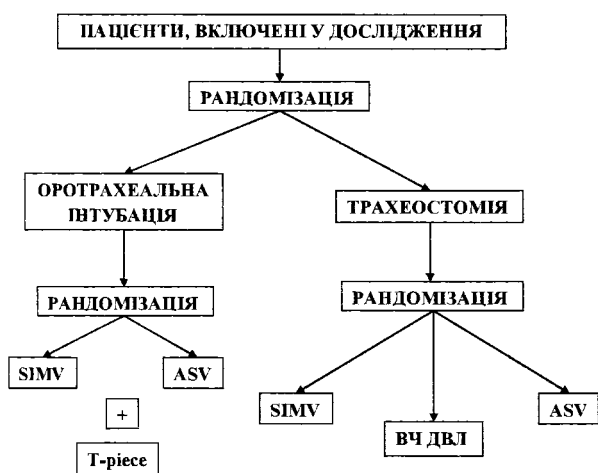 ПАЦІЄНТИ, ВКЛЮЧЕНІ У ДОСЛІДЖЕННЯ
РАНДОМІЗАЦІЯ
ОРОТРАХЕАЛЬНА
ІНТУБАЦІЯ
ТРАХЕОСТОМІЯ
РАНДОМІЗАЦІЯ
РАНДОМІЗАЦІЯ
SIMV
ASV
+
T-piece
SIMV
ВЧ ДВЛ
ASV